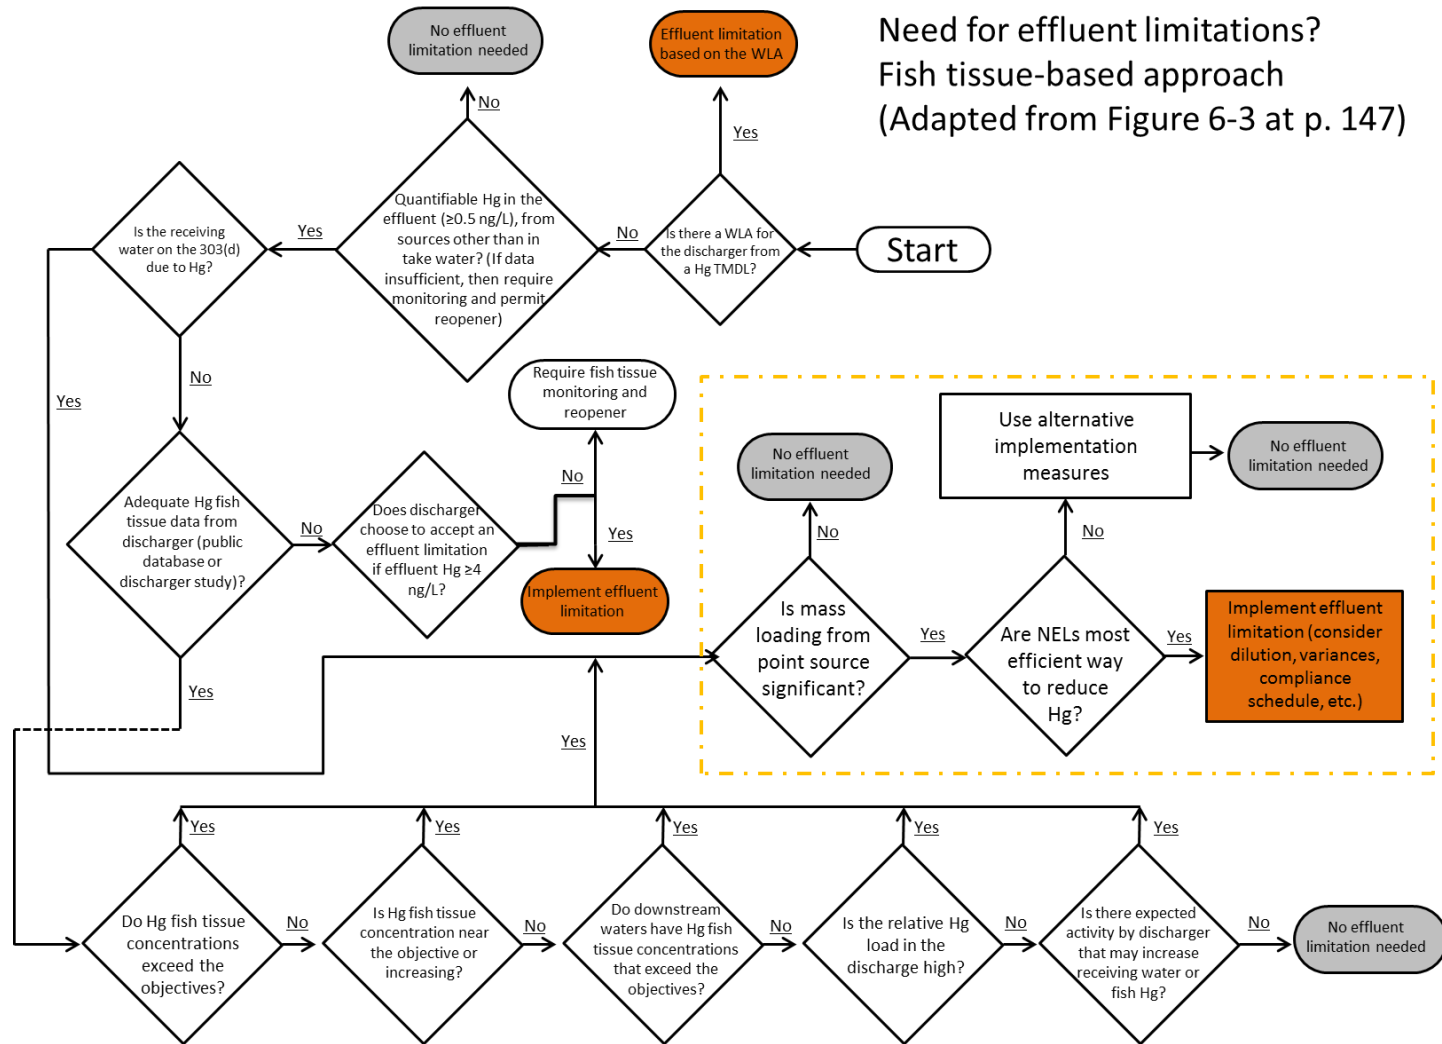 Need for effluent limitations?
Fish tissue-based approach
(Adapted from Figure 6-3 at p. 147)
No effluent
limitation needed
Effluent limitation
based on the WLA
No
Yes
Start
Is there a WLA for
the discharger from
a Hg TMDL?
No
Quantifiable Hg in the
effluent (≥0.5 ng/L), from
sources other than in
take water? (If data
insufficient, then require
monitoring and permit
reopener)
Yes
Is the receiving
water on the 303(d)
due to Hg?
No
Yes
Require fish tissue
monitoring and
reopener
Adequate Hg fish
tissue data from
discharger (public
database or
discharger study)?
No
Does discharger
choose to accept an
effluent limitation
if effluent Hg ≥4
ng/L?
No
Yes
Implement effluent
limitation
Yes
No effluent
limitation needed
Use alternative
implementation
measures
No effluent
limitation needed
No
No
Is mass
loading from
point source
significant?
Yes
Are NELs most
efficient way
to reduce
Hg?
Yes
Implement effluent
limitation (consider
dilution, variances,
compliance
schedule, etc.)
Yes
Yes
Yes
Yes
Yes
Yes
Do Hg fish tissue
concentrations
exceed the
objectives?
No
Is Hg fish tissue
concentration near
the objective or
increasing?
No
Do downstream
waters have Hg fish
tissue concentrations
that exceed the
objectives?
No
Is the relative Hg
load in the
discharge high?
No
Is there expected
activity by discharger
that may increase
receiving water or
fish Hg?
No
No effluent
limitation needed